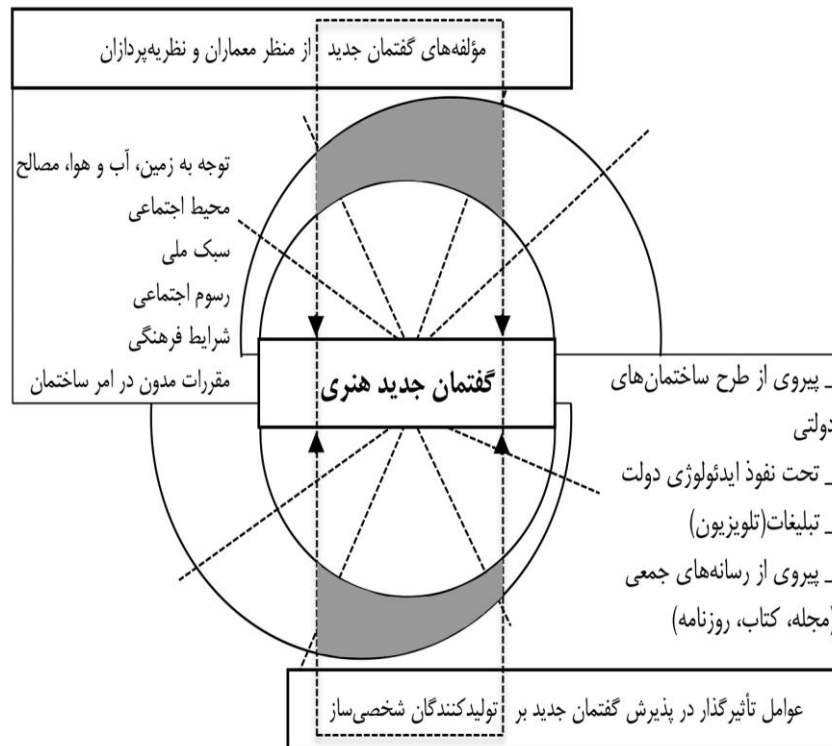 مؤلفه‌های گفتمان جدید از منظر معماران و نظریه‌پردازان
توجه به زمین، آب و هوا، مصالح
محیط اجتماعی
سبک ملی
رسوم اجتماعی
شرایط فرهنگی
مقررات مدون در امر ساختمان
گفتمان جدید هنری
_ پیروی از طرح ساختمان‌های
دولتی
_ تحت نفوذ ایدئولوژی دولت
_ تبلیغات(تلویزیون)
_ پیروی از رسانه‌های جمعی
(مجله، کتاب، روزنامه)
عوامل تأثیرگذار در پذیرش گفتمان جدید بر تولیدکنندگان شخصی‌ساز